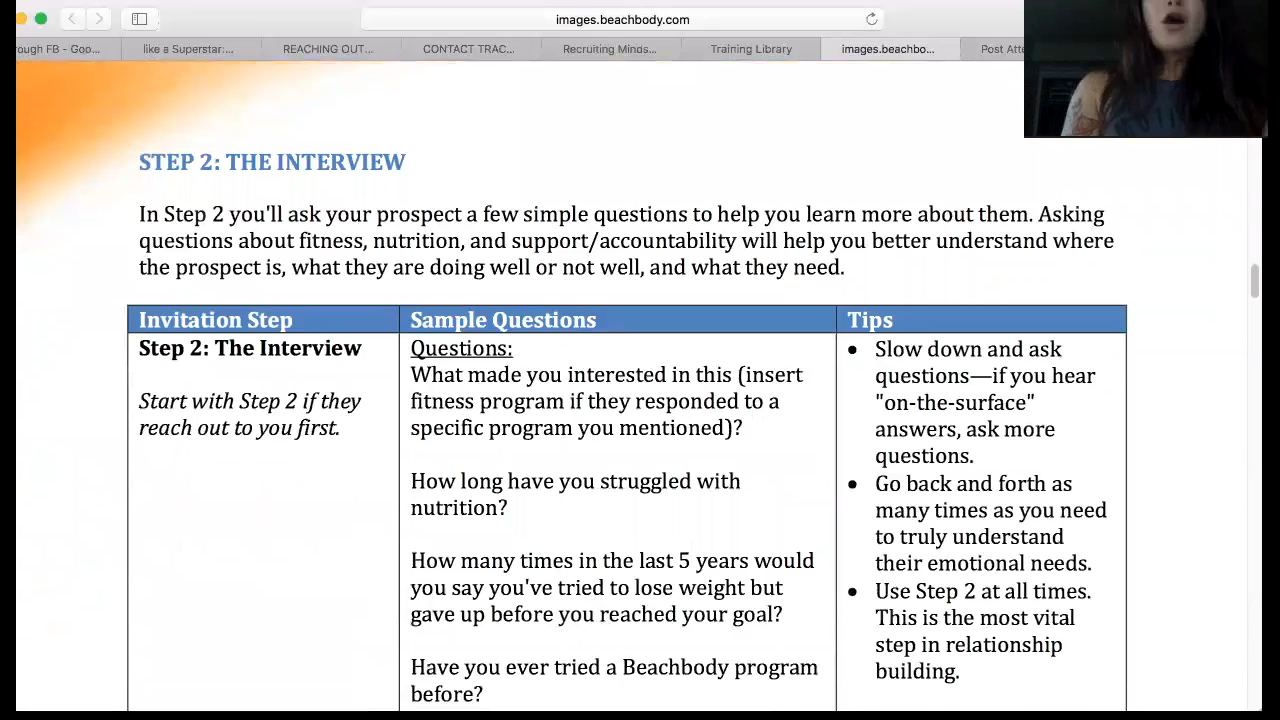 images.beachbody.com
rough FB - Goo...
like a Superstar:...
REACHING OUT...
CONTACT TRAC...
Recruiting Minds...
Training Library
images.beachbo...
Post Atte
STEP 2: THE INTERVIEW
In Step 2 you'll ask your prospect a few simple questions to help you learn more about them. Asking
questions about fitness, nutrition, and support/accountability will help you better understand where
the prospect is, what they are doing well or not well, and what they need.
Invitation Step
Sample Questions
Tips
Step 2: The Interview
Start with Step 2 if they
reach out to you first.
Questions:
What made you interested in this (insert
fitness program if they responded to a
specific program you mentioned)?
How long have you struggled with
nutrition?
How many times in the last 5 years would
you say you've tried to lose weight but
gave up before you reached your goal?
Have you ever tried a Beachbody program
before?
• Slow down and ask
questions—if you hear
"on-the-surface"
answers, ask more
questions.
• Go back and forth as
many times as you need
to truly understand
their emotional needs.
• Use Step 2 at all times.
This is the most vital
step in relationship
building.